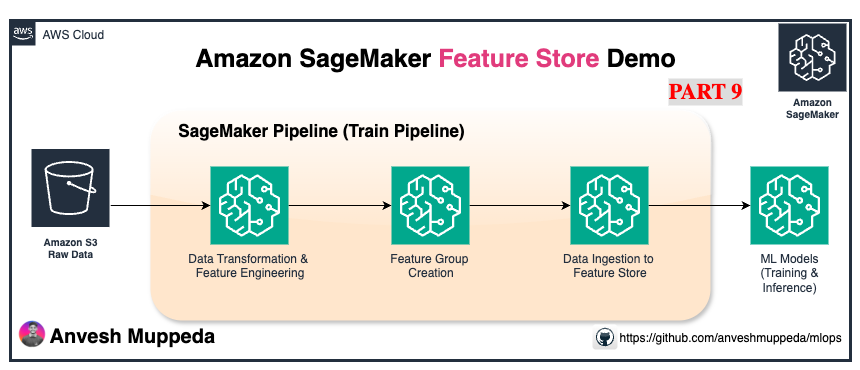 aws
AWS Cloud
Amazon SageMaker Feature Store Demo
PART 9
Amazon
SageMaker
SageMaker Pipeline (Train Pipeline)
Amazon S3
Raw Data
Data Transformation &
Feature Engineering
Feature Group
Creation
Data Ingestion to
Feature Store
ML Models
(Training &
Inference)
Anvesh Muppeda
https://github.com/anveshmuppeda/mlops